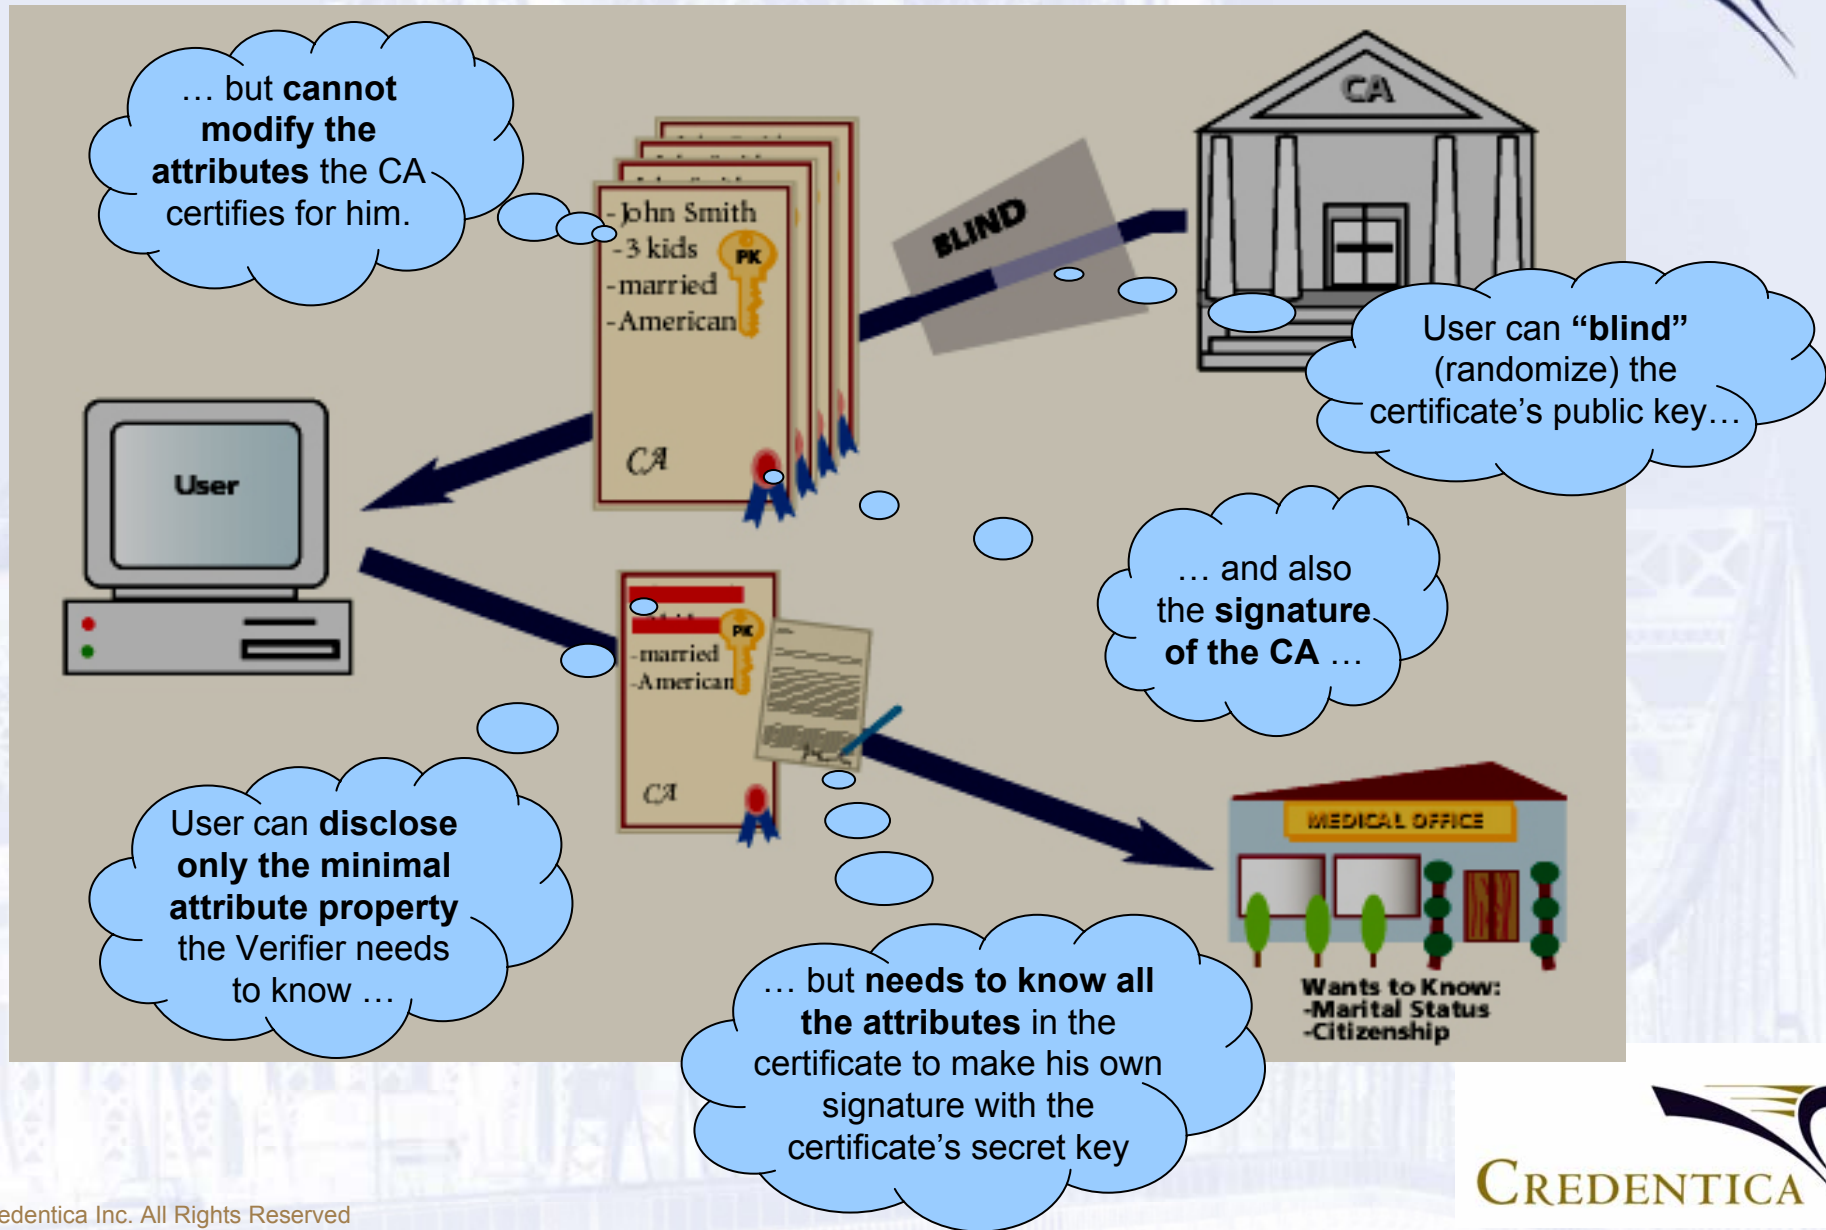 … but cannot
modify the
attributes the CA
certifies for him.
-John Smith
-3 kids
-married
-American
PK
CA
BLIND
CA
User can “blind”
(randomize) the
certificate’s public key…
User
… and also
the signature
of the CA …
PK
-married
-American
CA
User can disclose
only the minimal
attribute property
the Verifier needs
to know …
… but needs to know all
the attributes in the
certificate to make his own
signature with the
certificate’s secret key
MEDICAL OFFICE
Wants to Know:
-Marital Status
-Citizenship
CREDENTICA
edentica Inc. All Rights Reserved